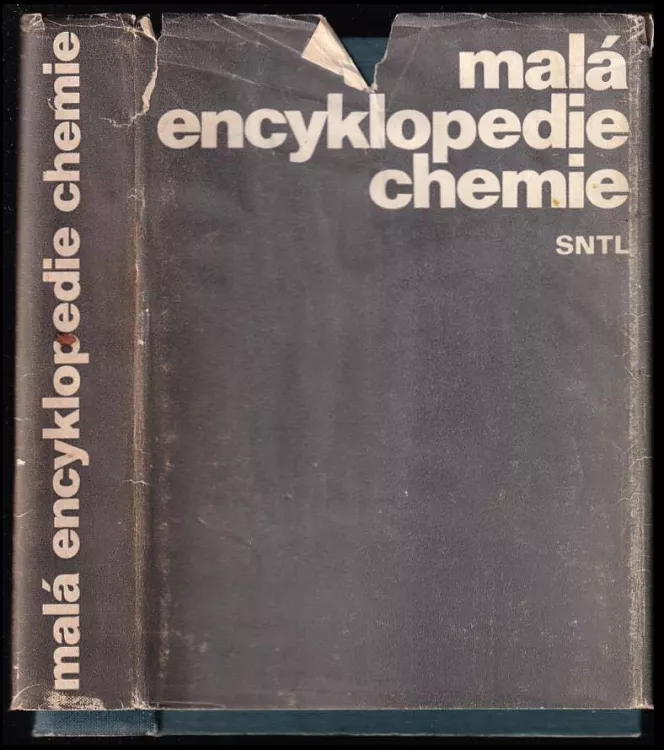 malá encyklopedie chemie
malá
encyklopedie
chemie
SNTL